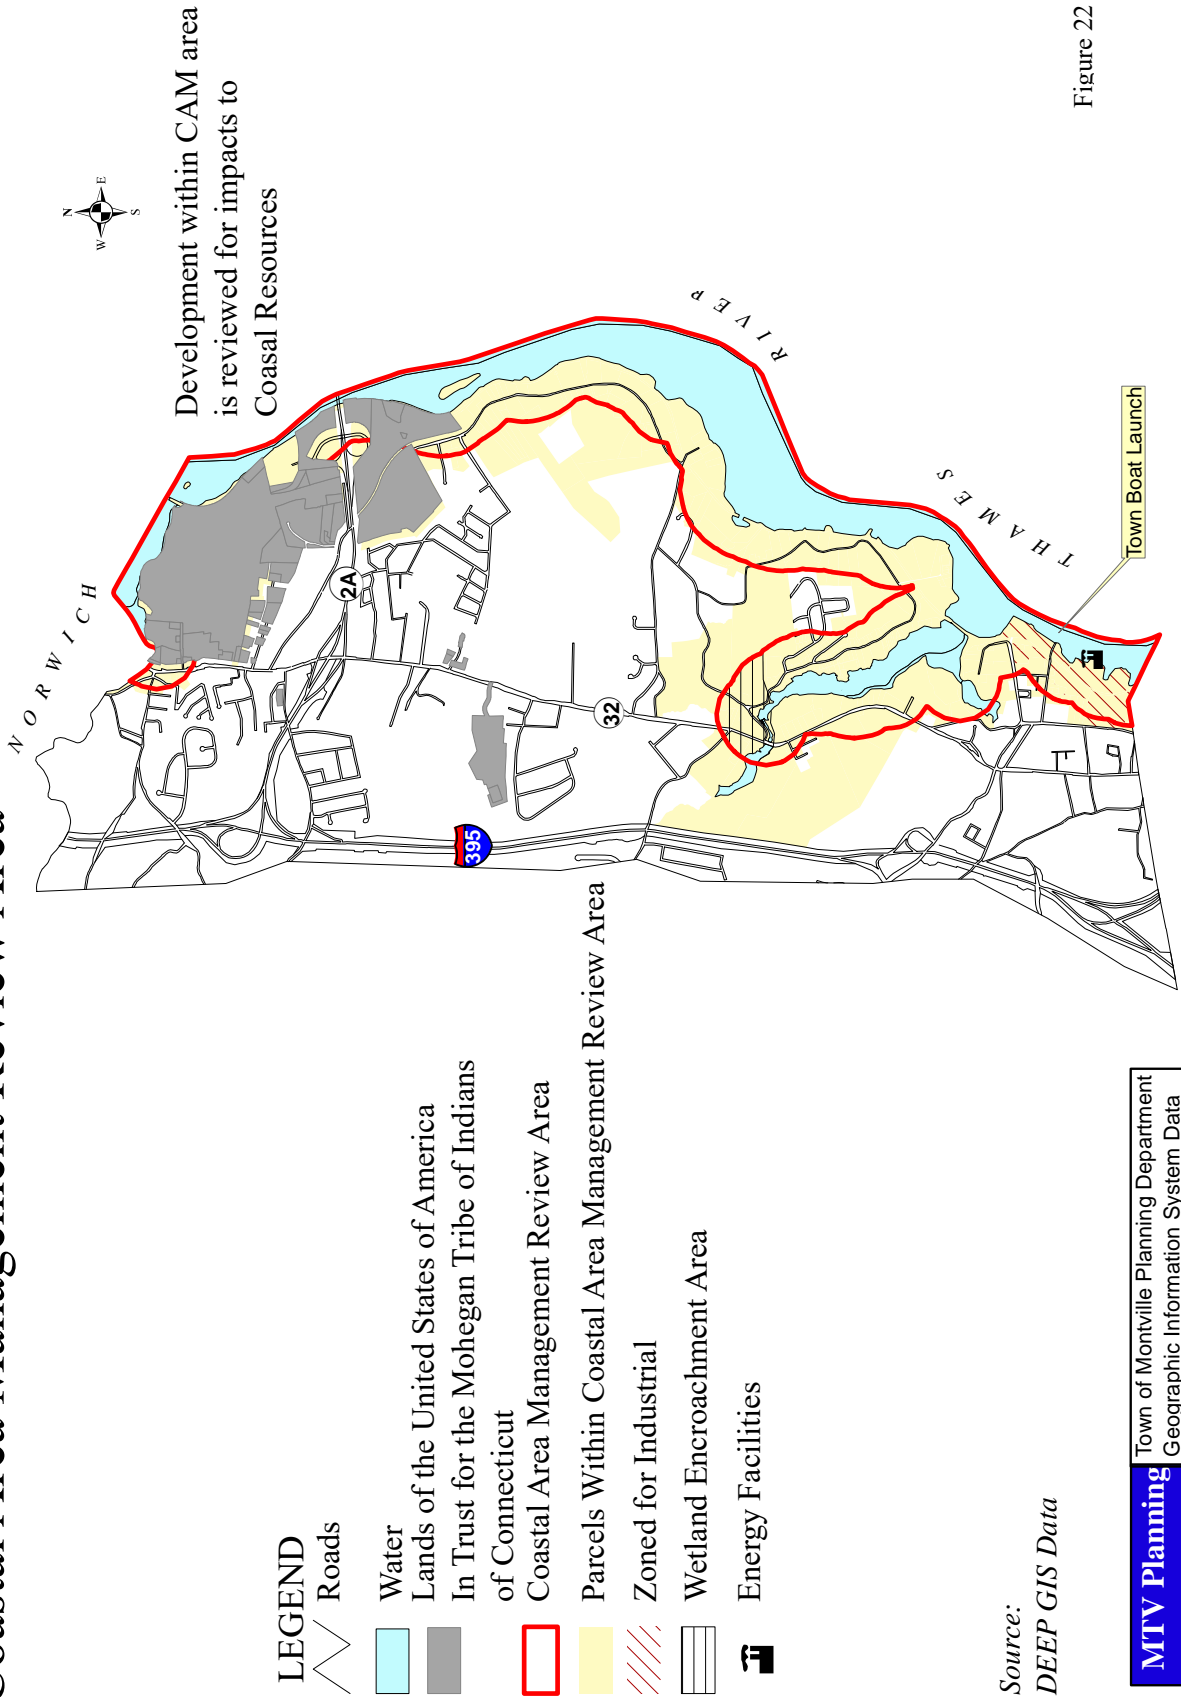 Coastal Area Management Review Area
N
W
E
S
Development within CAM area
is reviewed for impacts to
Coasal Resources
NORWICH
2A
32
395
RIVER
THAMES
Town Boat Launch
LEGEND
Roads
Water
Lands of the United States of America
In Trust for the Mohegan Tribe of Indians
of Connecticut
Coastal Area Management Review Area
Parcels Within Coastal Area Management Review Area
Zoned for Industrial
Wetland Encroachment Area
Energy Facilities
Source:
DEEP GIS Data
MTV Planning
Town of Montville Planning Department
Geographic Information System Data
Figure 22